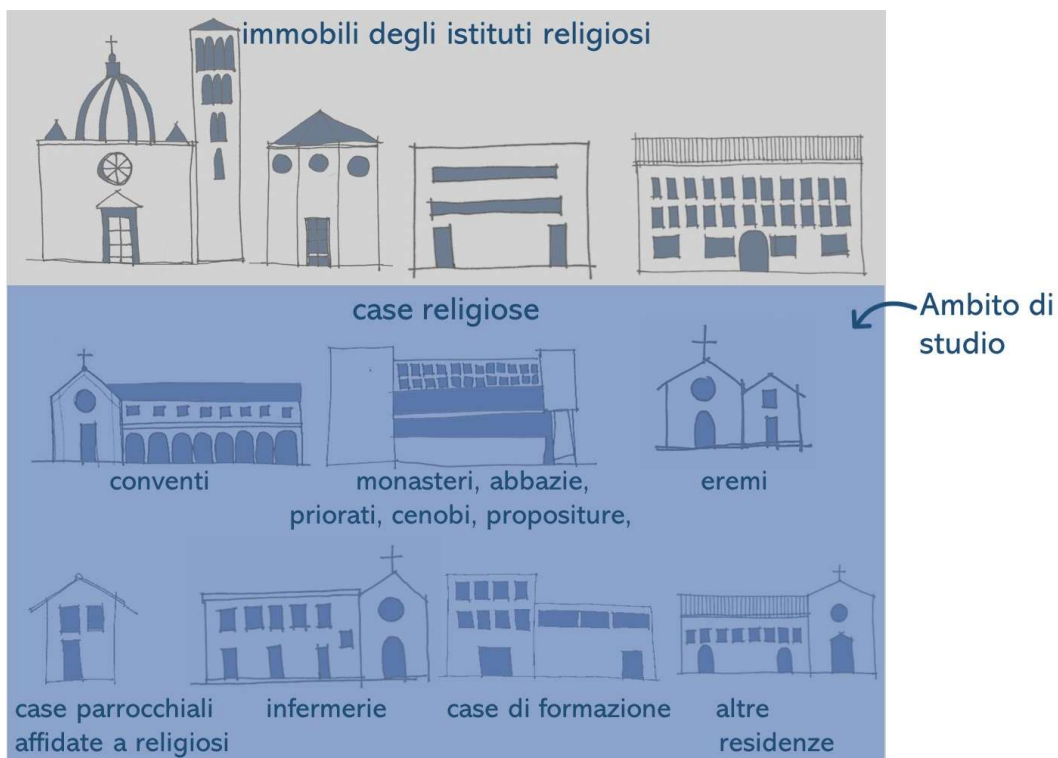 immobili degli istituti religiosi
case religiose
Ambito di
studio
conventi
monasteri, abbazie,
priorati, cenobi, propositure,
eremi
case parrocchiali
affidate a religiosi
infermerie
case di formazione
altre
residenze